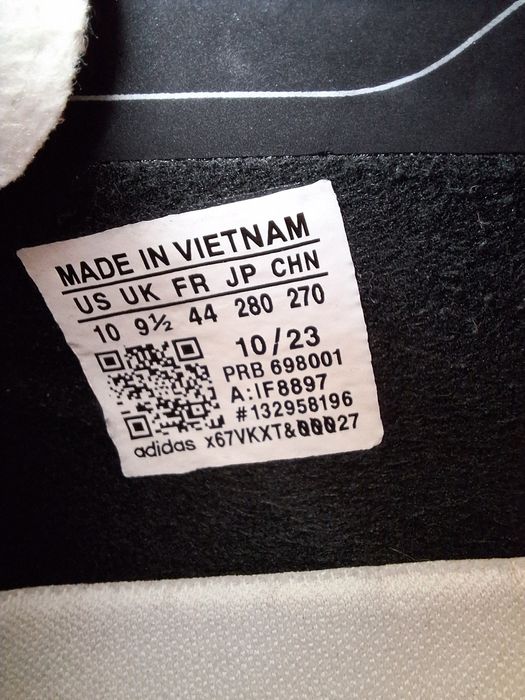 MADE IN VIETNAM
US UK FR JP CHN
10 9½ 44 280 270
10/23
PRB 698001
A:IF8897
#132958196
adidas x67VKXT&00027